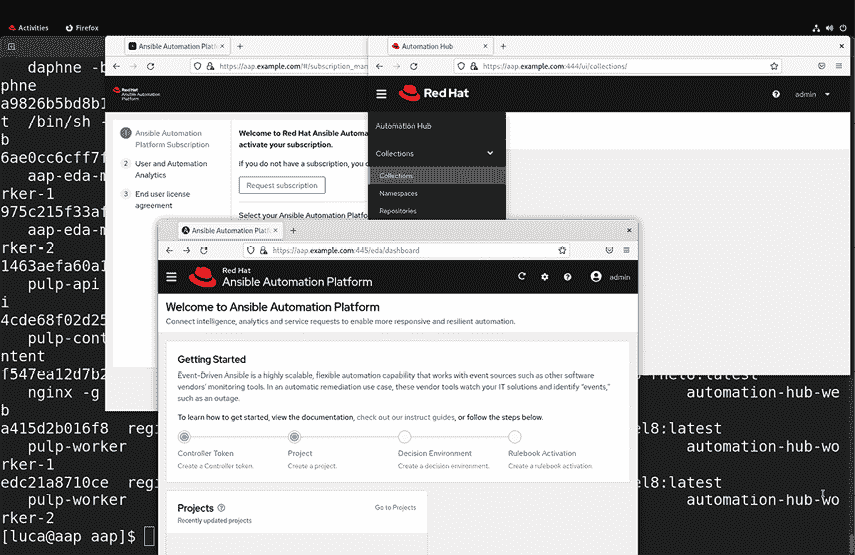 Activities
Firefox
Ansible Automation Platf
https://aap.example.com/#/subscription_man
Red Hat
Ansible Automation
Platform
1 Ansible Automation
Platform Subscription
2 User and Automation
Analytics
3 End user license
agreement
Welcome to Red Hat Ansible Automa
activate your subscription.
If you do not have a subscription, you c
Request subscription
Select your Ansible Automation Platfor
Automation Hub
https://aap.example.com:444/ui/collections/
Red Hat
admin
Automation Hub
Collections
Collections
Namespaces
Repositories
Ansible Automation Platf
https://aap.example.com:445/eda/dashboard
Red Hat
Ansible Automation Platform
admin
Welcome to Ansible Automation Platform
Connect intelligence, analytics and service requests to enable more responsive and resilient automation.
Getting Started
Event-Driven Ansible is a highly scalable, flexible automation capability that works with event sources such as other software
vendors' monitoring tools. In an automatic remediation use case, these vendor tools watch your IT solutions and identify "events,"
such as an outage.
To learn how to get started, view the documentation, check out our instruct guides, or follow the steps below.
Controller Token
Create a Controller token.
Project
Create a project.
Decision Environment
Create a decision environment.
Rulebook Activation
Create a rulebook activation.
Projects
Go to Projects
Recently updated projects
daphne -b
phne
a9826b5bd8b1
t /bin/sh -
b
6ae0cc6cff7f
aap-eda-m
rker-1
975c215f33af
aap-eda-m
rker-2
1463aefa60a1
pulp-api
i
4cde68f02d25
pulp-cont
ntent
f547ea12d7b2
nginx -g automation-hub-we
b
a415d2b016f8 regi el8:latest
pulp-worker automation-hub-wo
rker-1
edc21a8710ce regi el8:latest
pulp-worker automation-hub-wo
rker-2
[luca@aap aap]$